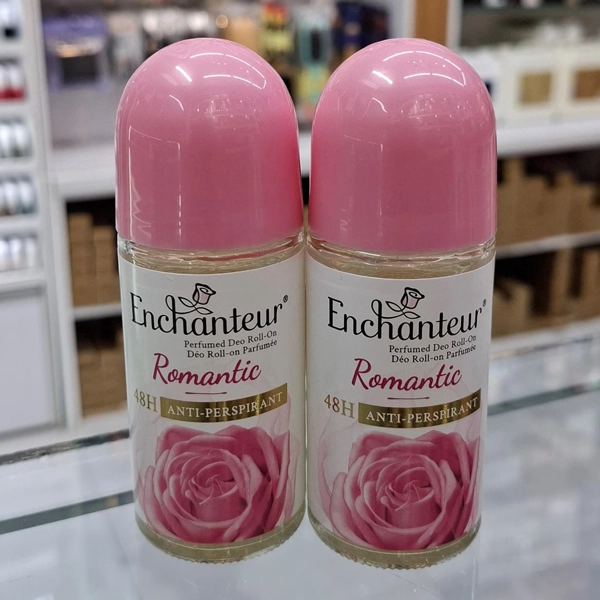 Enchanteur®
Perfumed Deo Roll-On
Déo Roll-on Parfumée
Romantic
48H ANTI-PERSPIRANT
Enchanteur®
Perfumed Deo Roll-On
Déo Roll-on Parfumée
Romantic
48H ANTI-PERSPIRANT